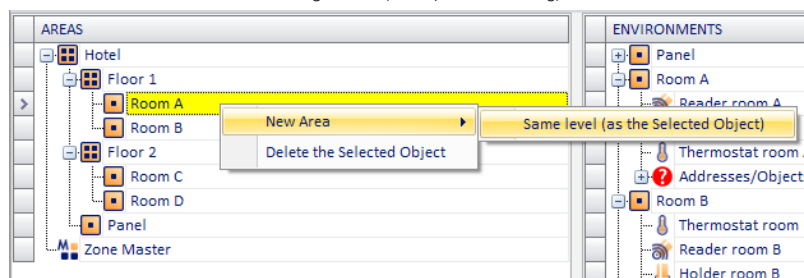 AREAS
Hotel
Floor 1
Room A
Room B
Floor 2
Room C
Room D
Panel
Zone Master
New Area
Delete the Selected Object
Same level (as the Selected Object)
ENVIRONMENTS
Panel
Room A
Reader room A
Thermostat room
Addresses/Object
Room B
Thermostat room
Reader room B
Holder room B